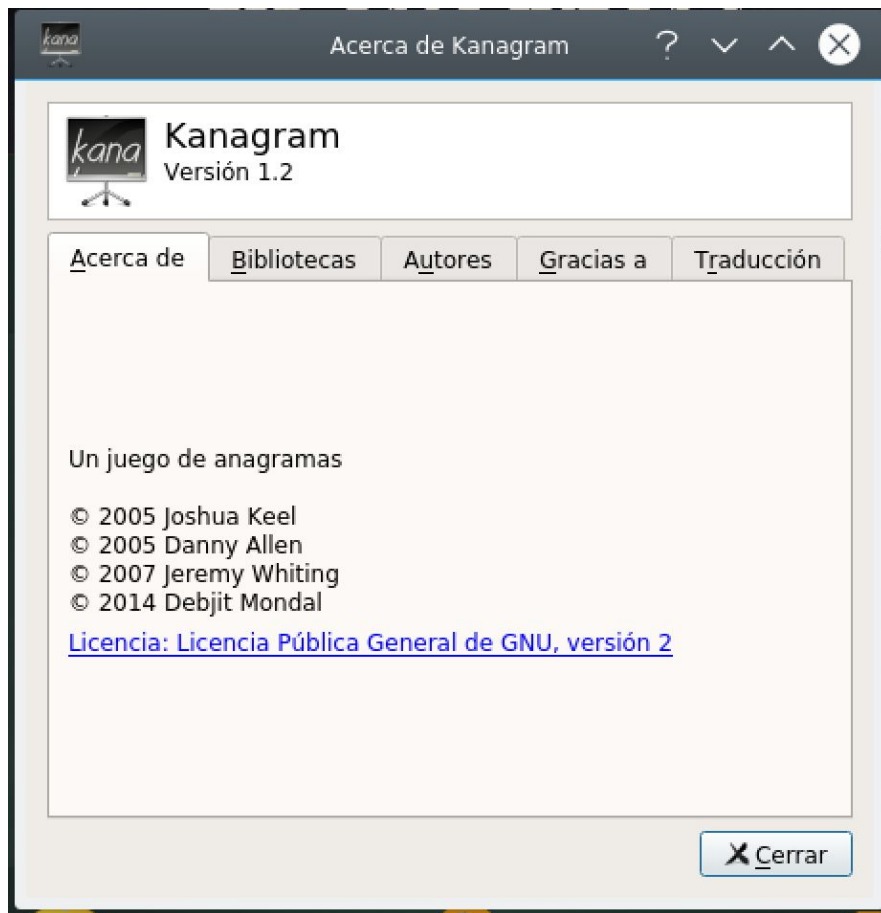 kana
Acerca de Kanagram
kana
Kanagram
Versión 1.2
Acerca de
Bibliotecas
Autores
Gracias a
Traducción
Un juego de anagramas
© 2005 Joshua Keel
© 2005 Danny Allen
© 2007 Jeremy Whiting
© 2014 Debjit Mondal
Licencia: Licencia Pública General de GNU, versión 2
Cerrar